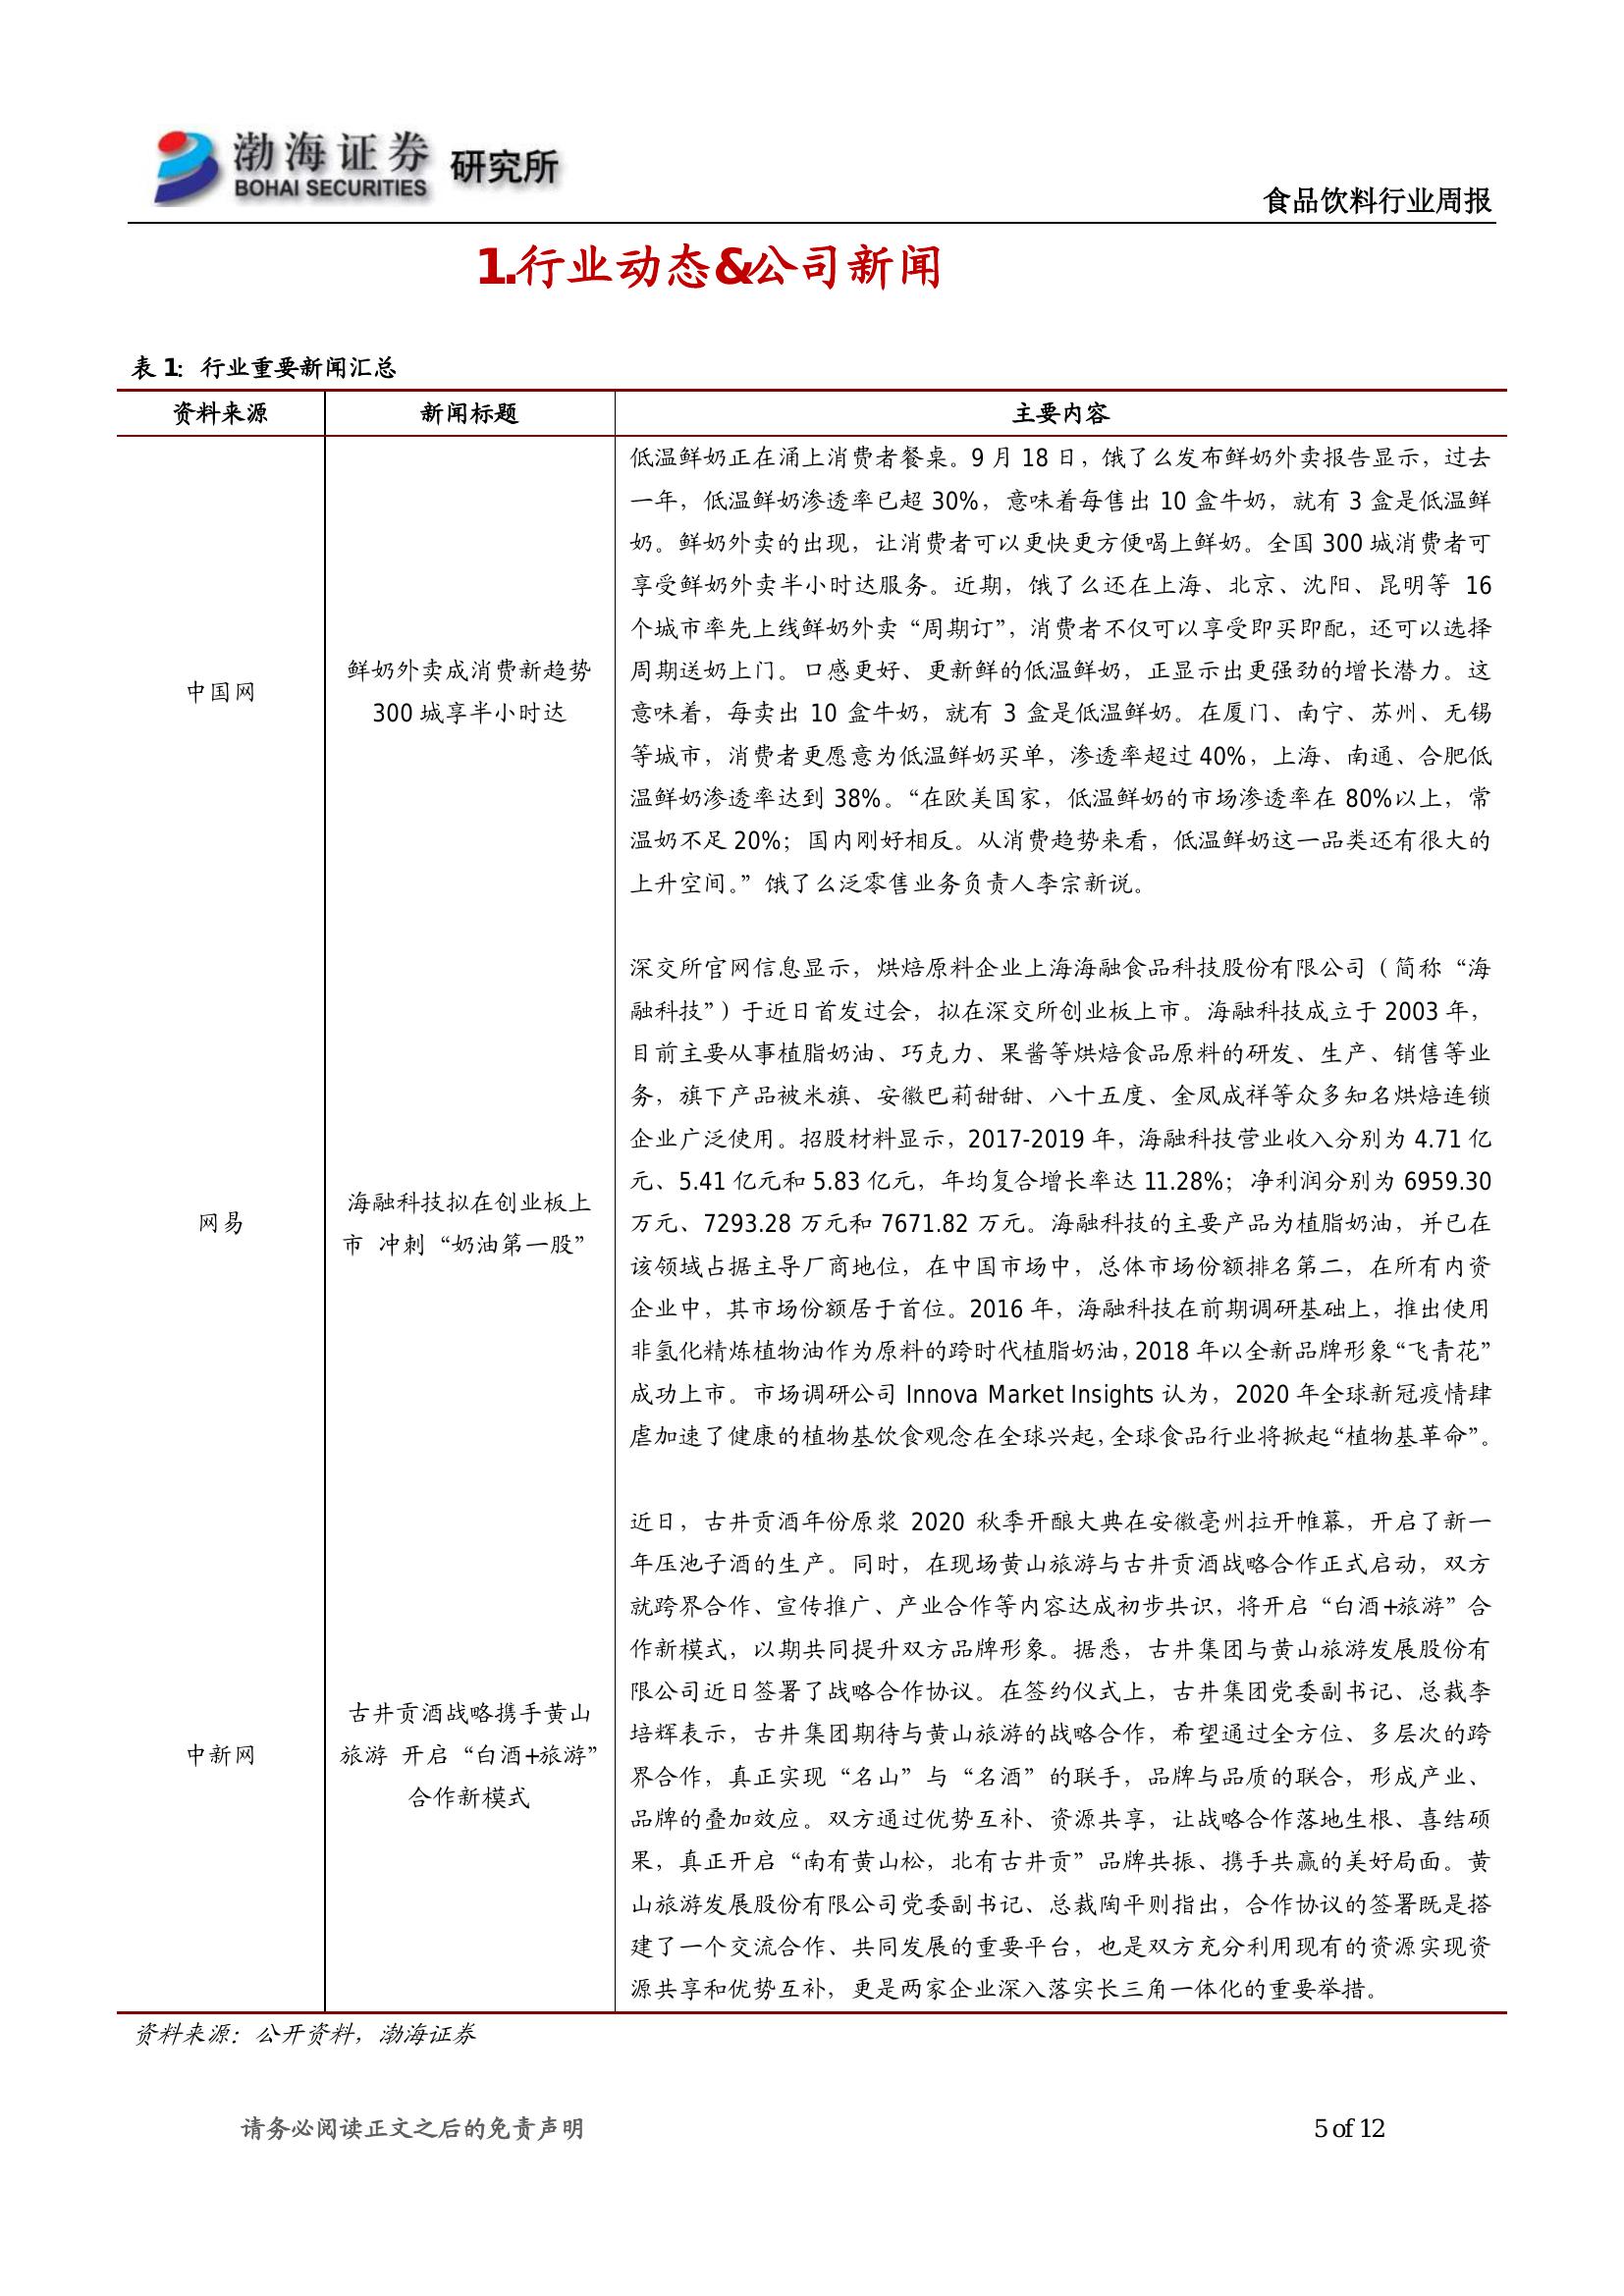 渤海证券 研究所
BOHAI SECURITIES
食品饮料行业周报
1.行业动态&公司新闻
表 1：行业重要新闻汇总
资料来源 新闻标题 主要内容
中国网
鲜奶外卖成消费新趋势
300 城享半小时达
低温鲜奶正在涌上消费者餐桌。9 月 18 日，饿了么发布鲜奶外卖报告显示，过去
一年，低温鲜奶渗透率已超 30%，意味着每售出 10 盒牛奶，就有 3 盒是低温鲜
奶。鲜奶外卖的出现，让消费者可以更快更方便喝上鲜奶。全国 300 城消费者可
享受鲜奶外卖半小时达服务。近期，饿了么还在上海、北京、沈阳、昆明等 16
个城市率先上线鲜奶外卖“周期订”，消费者不仅可以享受即买即配，还可以选择
周期送奶上门。口感更好、更新鲜的低温鲜奶，正显示出更强劲的增长潜力。这
意味着，每卖出 10 盒牛奶，就有 3 盒是低温鲜奶。在厦门、南宁、苏州、无锡
等城市，消费者更愿意为低温鲜奶买单，渗透率超过 40%，上海、南通、合肥低
温鲜奶渗透率达到 38%。“在欧美国家，低温鲜奶的市场渗透率在 80%以上，常
温奶不足 20%；国内刚好相反。从消费趋势来看，低温鲜奶这一品类还有很大的
上升空间。”饿了么泛零售业务负责人李宗新说。
网易
海融科技拟在创业板上
市 冲刺“奶油第一股”
深交所官网信息显示，烘焙原料企业上海海融食品科技股份有限公司（简称“海
融科技”）于近日首发过会，拟在深交所创业板上市。海融科技成立于 2003 年，
目前主要从事植脂奶油、巧克力、果酱等烘焙食品原料的研发、生产、销售等业
务，旗下产品被米旗、安徽巴莉甜甜、八十五度、金凤成祥等众多知名烘焙连锁
企业广泛使用。招股材料显示，2017-2019 年，海融科技营业收入分别为 4.71 亿
元、5.41 亿元和 5.83 亿元，年均复合增长率达 11.28%；净利润分别为 6959.30
万元、7293.28 万元和 7671.82 万元。海融科技的主要产品为植脂奶油，并已在
该领域占据主导厂商地位，在中国市场中，总体市场份额排名第二，在所有内资
企业中，其市场份额居于首位。2016 年，海融科技在前期调研基础上，推出使用
非氢化精炼植物油作为原料的跨时代植脂奶油，2018 年以全新品牌形象“飞青花”
成功上市。市场调研公司 Innova Market Insights 认为，2020 年全球新冠疫情肆
虐加速了健康的植物基饮食观念在全球兴起，全球食品行业将掀起“植物基革命”。
中新网
古井贡酒战略携手黄山
旅游 开启“白酒+旅游”
合作新模式
近日，古井贡酒年份原浆 2020 秋季开酿大典在安徽亳州拉开帷幕，开启了新一
年压池子酒的生产。同时，在现场黄山旅游与古井贡酒战略合作正式启动，双方
就跨界合作、宣传推广、产业合作等内容达成初步共识，将开启“白酒+旅游”合
作新模式，以期共同提升双方品牌形象。据悉，古井集团与黄山旅游发展股份有
限公司近日签署了战略合作协议。在签约仪式上，古井集团党委副书记、总裁李
培辉表示，古井集团期待与黄山旅游的战略合作，希望通过全方位、多层次的跨
界合作，真正实现“名山”与“名酒”的联手，品牌与品质的联合，形成产业、
品牌的叠加效应。双方通过优势互补、资源共享，让战略合作落地生根、喜结硕
果，真正开启“南有黄山松，北有古井贡”品牌共振、携手共赢的美好局面。黄
山旅游发展股份有限公司党委副书记、总裁陶平则指出，合作协议的签署既是搭
建了一个交流合作、共同发展的重要平台，也是双方充分利用现有的资源实现资
源共享和优势互补，更是两家企业深入落实长三角一体化的重要举措。
资料来源：公开资料，渤海证券
请务必阅读正文之后的免责声明 5 of 12